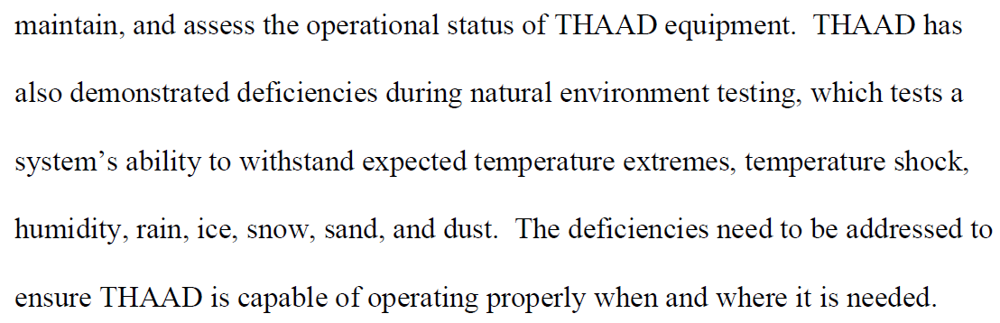 maintain, and assess the operational status of THAAD equipment.  THAAD has
also demonstrated deficiencies during natural environment testing, which tests a
system’s ability to withstand expected temperature extremes, temperature shock,
humidity, rain, ice, snow, sand, and dust.  The deficiencies need to be addressed to
ensure THAAD is capable of operating properly when and where it is needed.